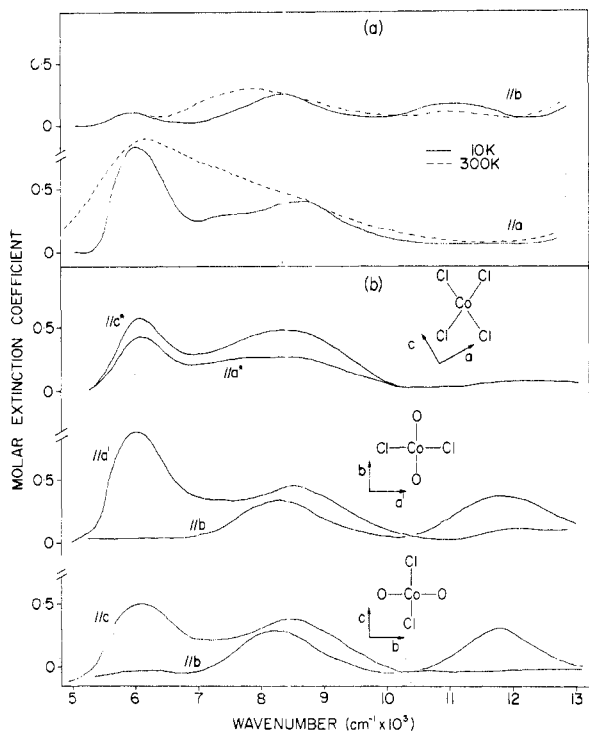 (a)
0·5
//b
0
10K
300K
0·5
//a
0
(b)
Cl Cl
Co
Cl Cl
c
a
//c*
0·5
//a*
0
O
Cl—Co—Cl
O
b
a'
//a'
0·5
//b
0
Cl
O—Co—O
Cl
c
b
0·5
//c
//b
0
5 6 7 8 9 10 11 12 13
WAVENUMBER (cm⁻¹ x10³)
MOLAR EXTINCTION COEFFICIENT